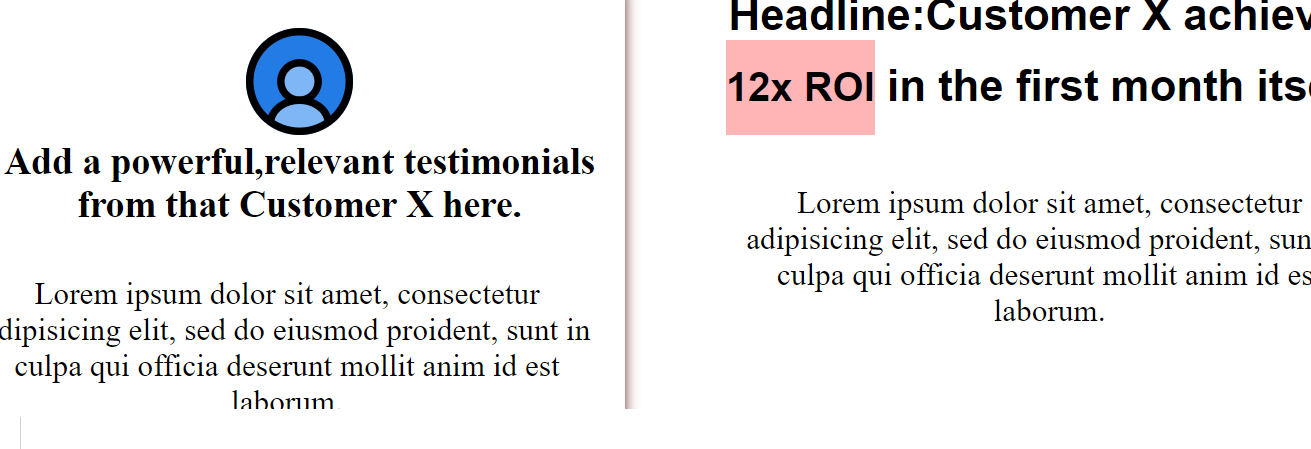 Add a powerful,relevant testimonials
from that Customer X here.
Lorem ipsum dolor sit amet, consectetur
dipisicing elit, sed do eiusmod proident, sunt in
culpa qui officia deserunt mollit anim id est
laborum.
Headline:Customer X achiev
12x ROI in the first month itse
Lorem ipsum dolor sit amet, consectetur
adipisicing elit, sed do eiusmod proident, sun
culpa qui officia deserunt mollit anim id es
laborum.